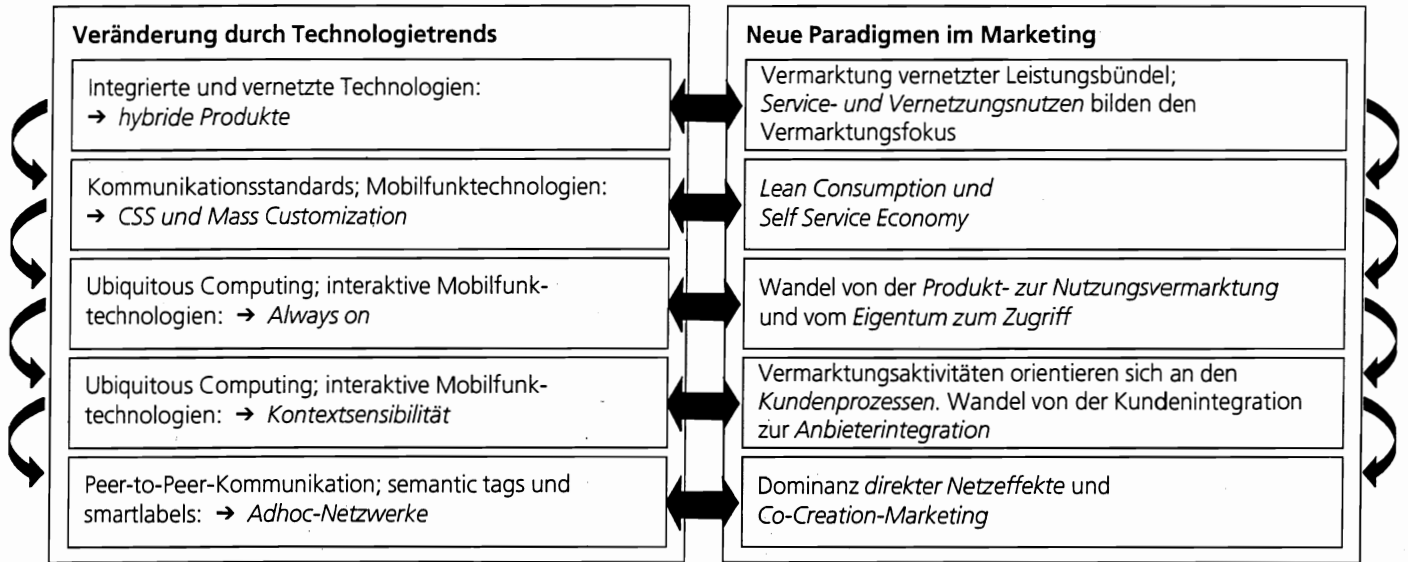 Veränderung durch Technologietrends
Integrierte und vernetzte Technologien:
→ hybride Produkte
Kommunikationsstandards; Mobilfunktechnologien:
→ CSS und Mass Customization
Ubiquitous Computing; interaktive Mobilfunk-
technologien: → Always on
Ubiquitous Computing; interaktive Mobilfunk-
technologien: → Kontextsensibilität
Peer-to-Peer-Kommunikation; semantic tags und
smartlabels: → Adhoc-Netzwerke
Neue Paradigmen im Marketing
Vermarktung vernetzter Leistungsbündel;
Service- und Vernetzungsnutzen bilden den
Vermarktungsfokus
Lean Consumption und
Self Service Economy
Wandel von der Produkt- zur Nutzungsvermarktung
und vom Eigentum zum Zugriff
Vermarktungsaktivitäten orientieren sich an den
Kundenprozessen. Wandel von der Kundenintegration
zur Anbieterintegration
Dominanz direkter Netzeffekte und
Co-Creation-Marketing